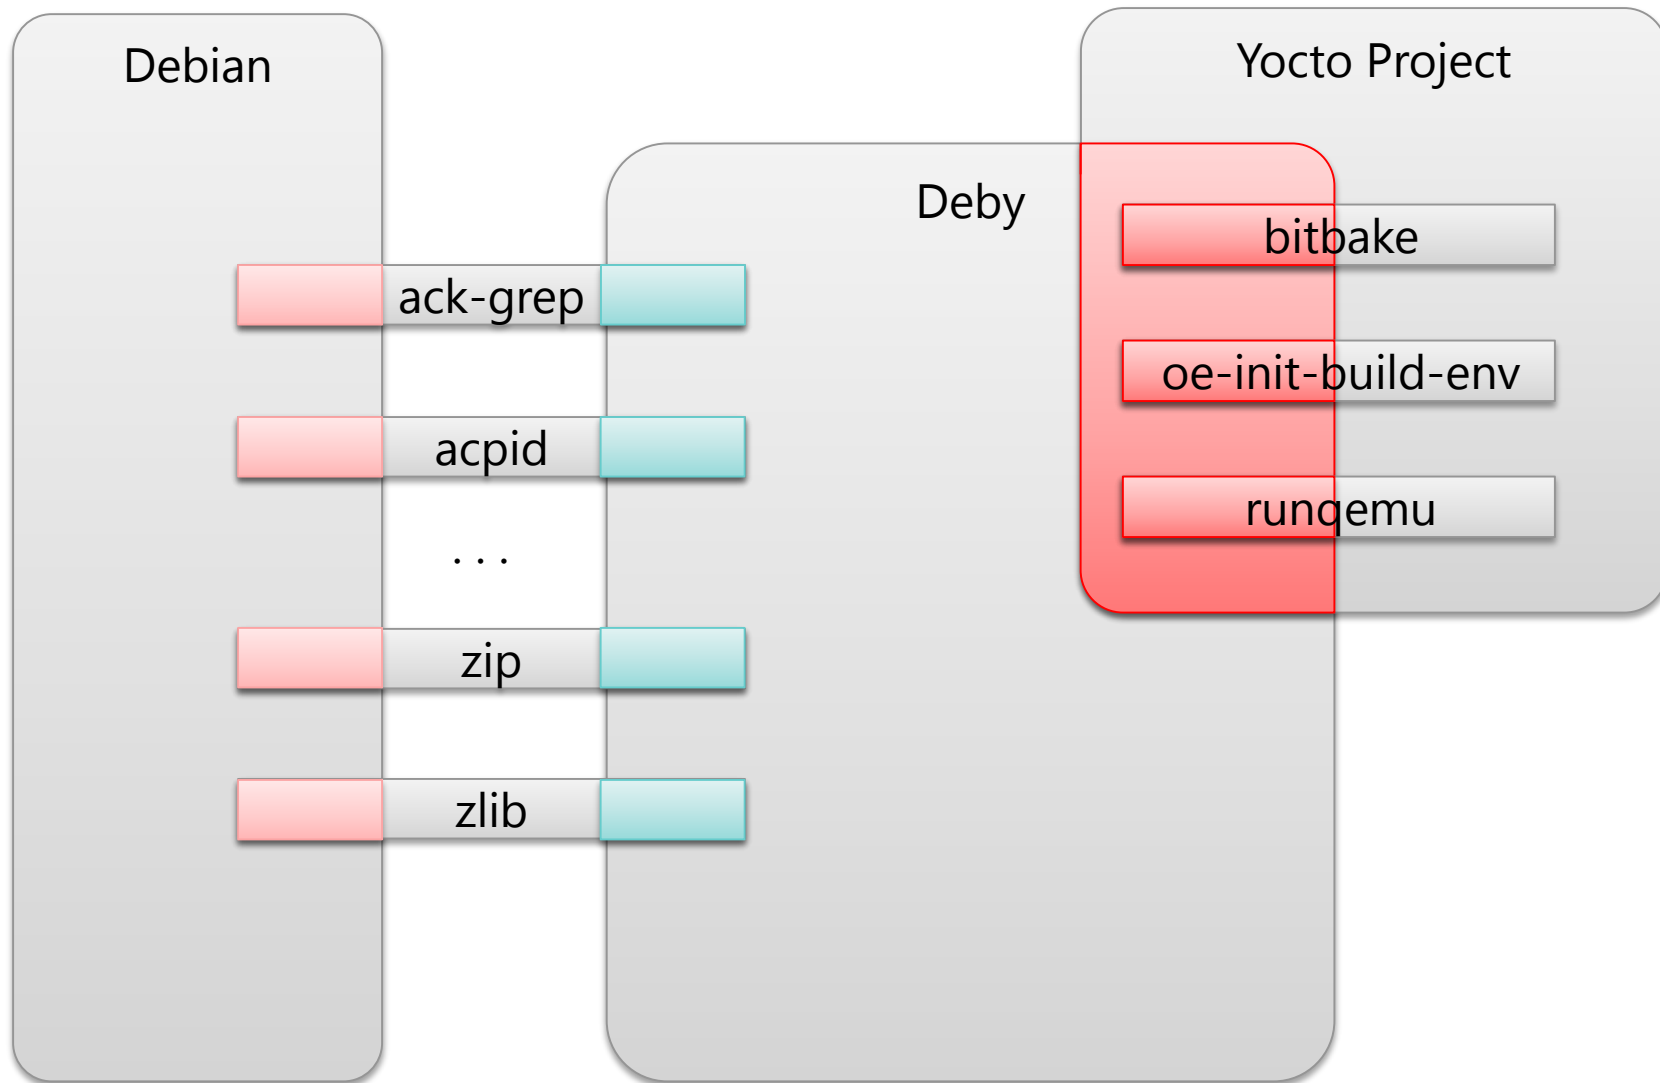 Debian
Yocto Project
Deby
bitbake
ack-grep
oe-init-build-env
acpid
runqemu
...
zip
zlib